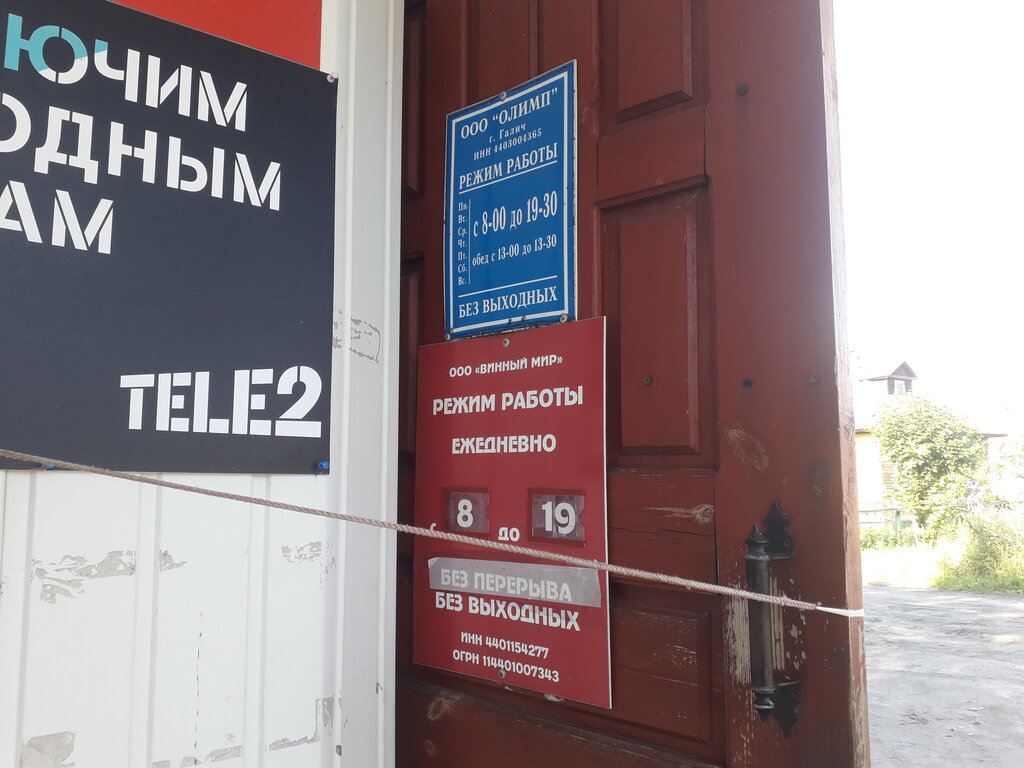 ЮЧИМ
ОДНЫМ
АМ
TELE2
ООО "ОЛИМП"
г. Галич
ИНН 4403004365
РЕЖИМ РАБОТЫ
Пн.
Вт.
Ср.
Чт.
Пт.
Сб.
Вс.
с 8-00 до 19-30
обед с 13-00 до 13-30
БЕЗ ВЫХОДНЫХ
ООО «ВИННЫЙ МИР»
РЕЖИМ РАБОТЫ
ЕЖЕДНЕВНО
с 8 до 19
БЕЗ ПЕРЕРЫВА
БЕЗ ВЫХОДНЫХ
ИНН 4401154277
ОГРН 114401007343